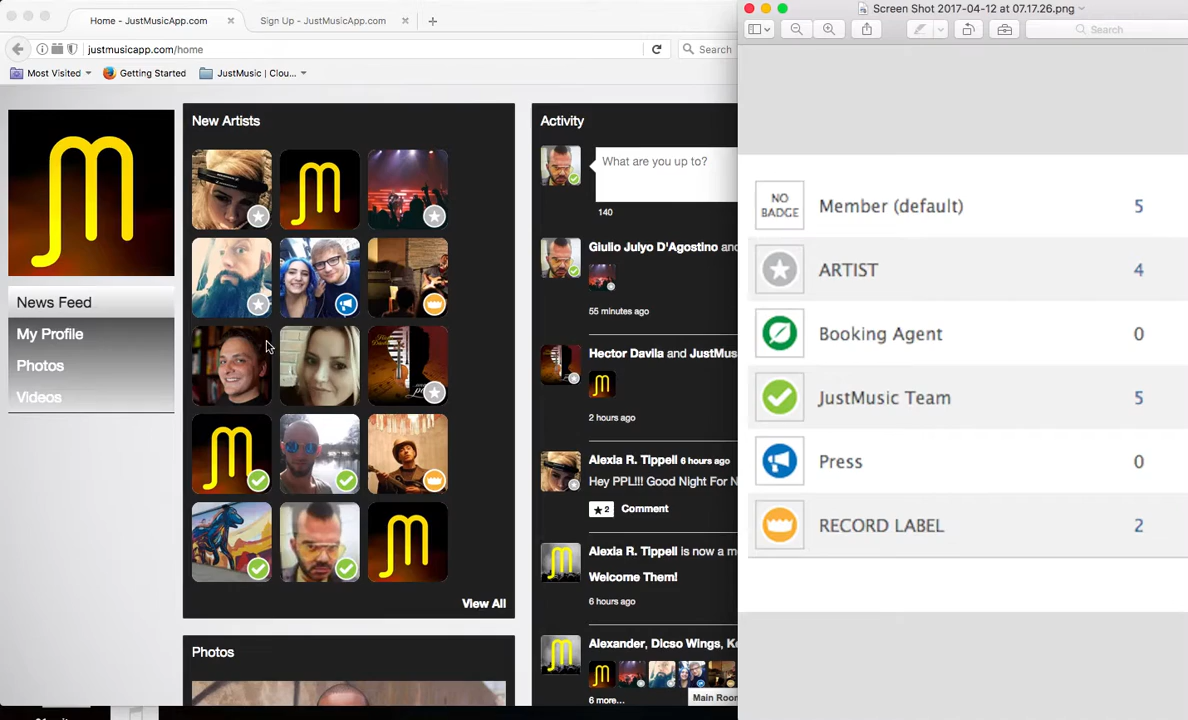 Home - JustMusicApp.com
Sign Up - JustMusicApp.com
justmusicapp.com/home
Search
Most Visited
Getting Started
JustMusic | Clou...
News Feed
My Profile
Photos
Videos
New Artists
View All
Photos
Activity
What are you up to?
140
Giulio Julyo D'Agostino and
55 minutes ago
Hector Davila and JustMus
2 hours ago
Alexia R. Tippell 6 hours ago
Hey PPL!!! Good Night For N
★ 2 Comment
Alexia R. Tippell is now a m
Welcome Them!
6 hours ago
Alexander, Dicso Wings, K
6 more...
Main Room
Screen Shot 2017-04-12 at 07.17.26.png
Search
NO BADGE Member (default) 5
ARTIST 4
Booking Agent 0
JustMusic Team 5
Press 0
RECORD LABEL 2